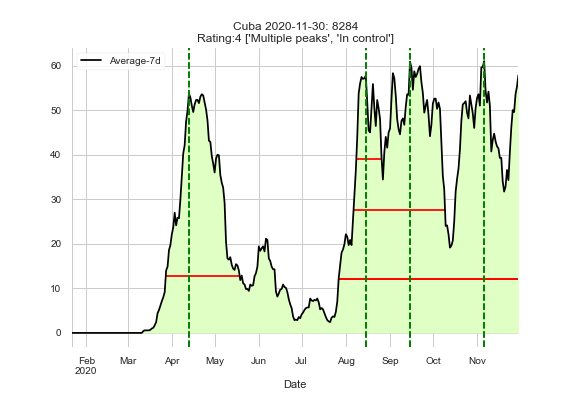 Cuba 2020-11-30: 8284
Rating:4 ['Multiple peaks', 'In control']
Average-7d
60
50
40
30
20
10
0
Feb Mar Apr May Jun Jul Aug Sep Oct Nov
2020
Date